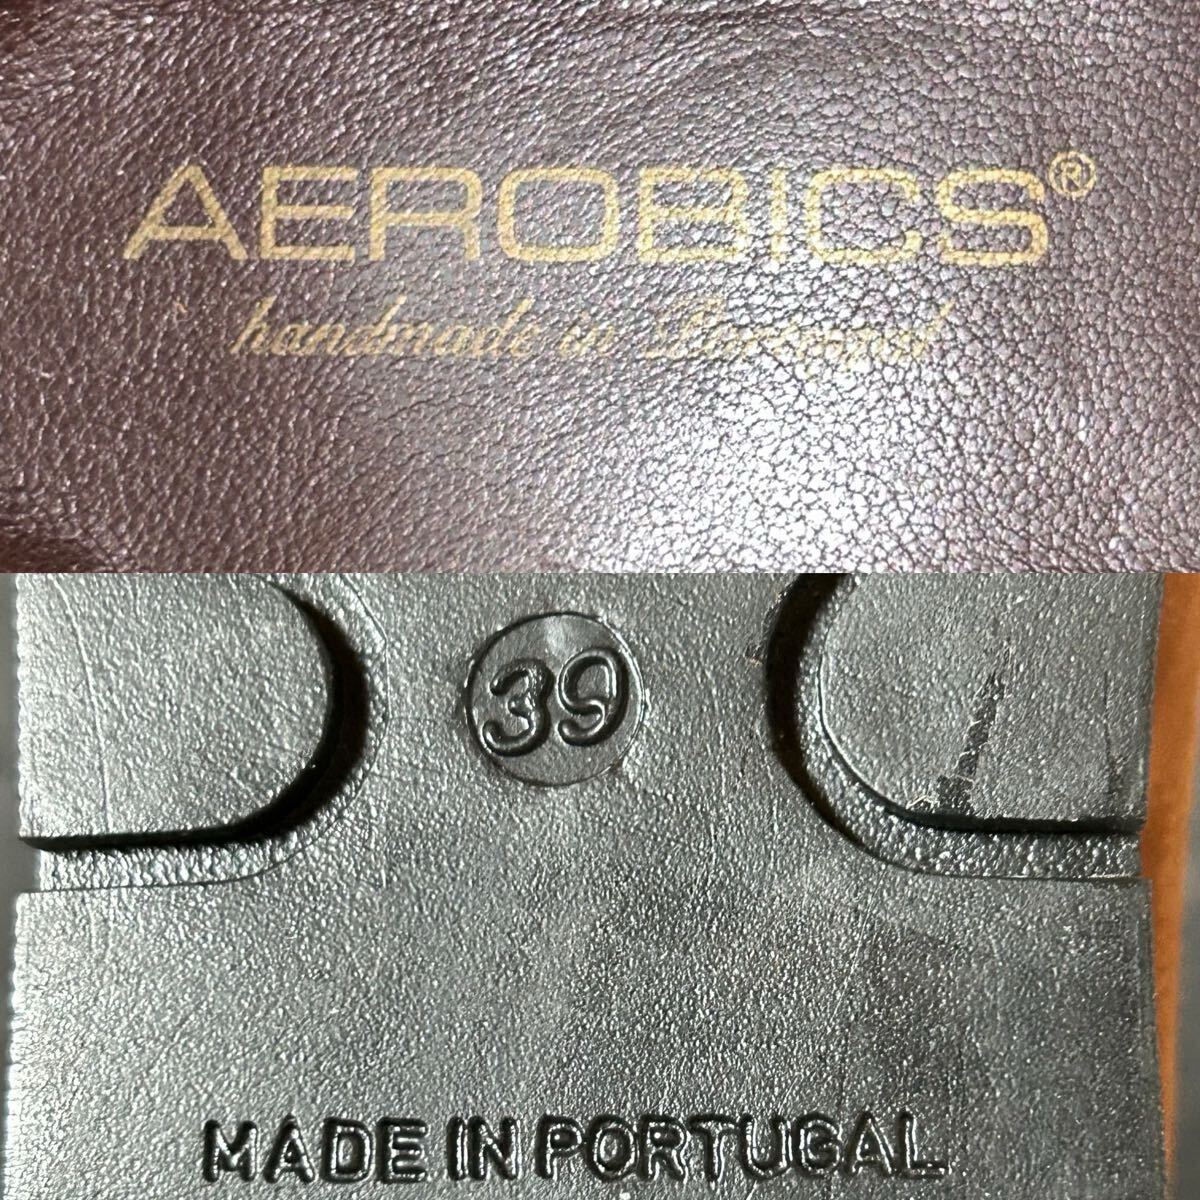 AEROBICS®
handmade in Portugal
39
MADE IN PORTUGAL